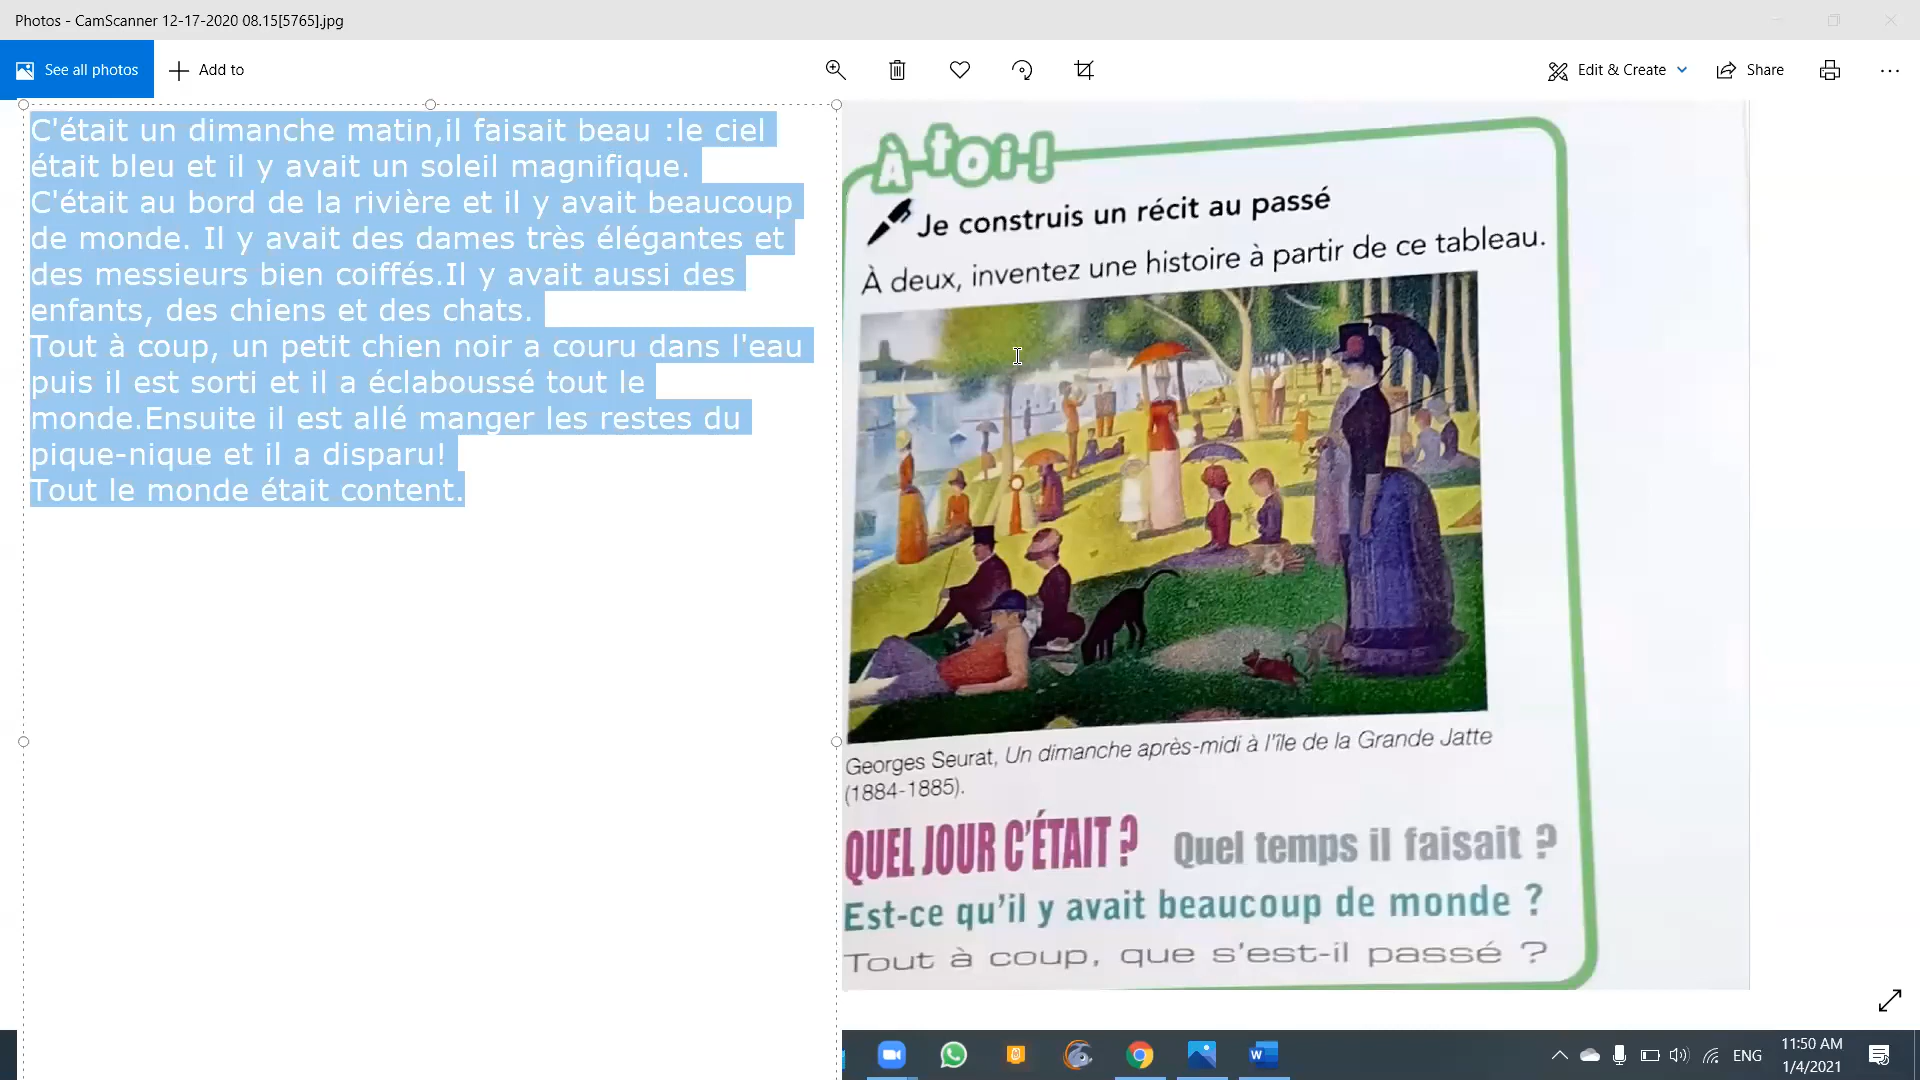 Photos - CamScanner 12-17-2020 08.15[5765].jpg
See all photos
Add to
Edit & Create
Share
C'était un dimanche matin,il faisait beau :le ciel
était bleu et il y avait un soleil magnifique.
C'était au bord de la rivière et il y avait beaucoup
de monde. Il y avait des dames très élégantes et
des messieurs bien coiffés.Il y avait aussi des
enfants, des chiens et des chats.
Tout à coup, un petit chien noir a couru dans l'eau
puis il est sorti et il a éclaboussé tout le
monde.Ensuite il est allé manger les restes du
pique-nique et il a disparu!
Tout le monde était content.
À toi !
Je construis un récit au passé
À deux, inventez une histoire à partir de ce tableau.
Georges Seurat, Un dimanche après-midi à l'île de la Grande Jatte
(1884-1885).
QUEL JOUR C'ÉTAIT ?
Quel temps il faisait ?
Est-ce qu'il y avait beaucoup de monde ?
Tout à coup, que s'est-il passé ?
ENG
11:50 AM
1/4/2021